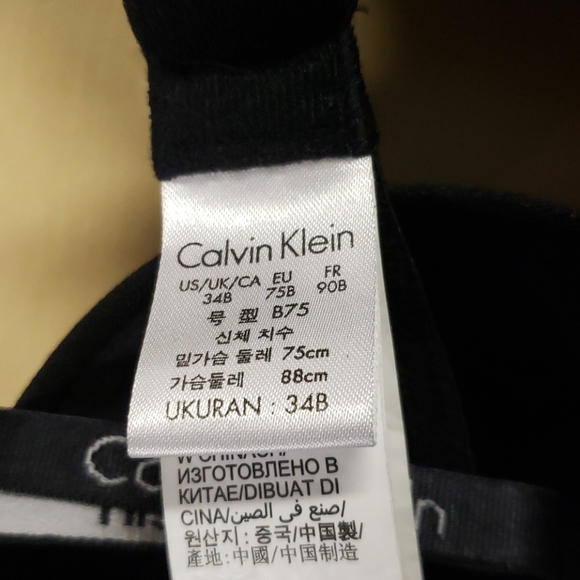 Calvin Klein
US/UK/CA EU FR
34B 75B 90B
号 型 B75
신체 치수
밑가슴 둘레 75cm
가슴둘레 88cm
UKURAN : 34B
ИЗГОТОВЛЕНО В
КИТАЕ/DIBUAT DI
CINA/صنع في الصين/
원산지 : 중국/中国製/
產地: 中國/中国制造